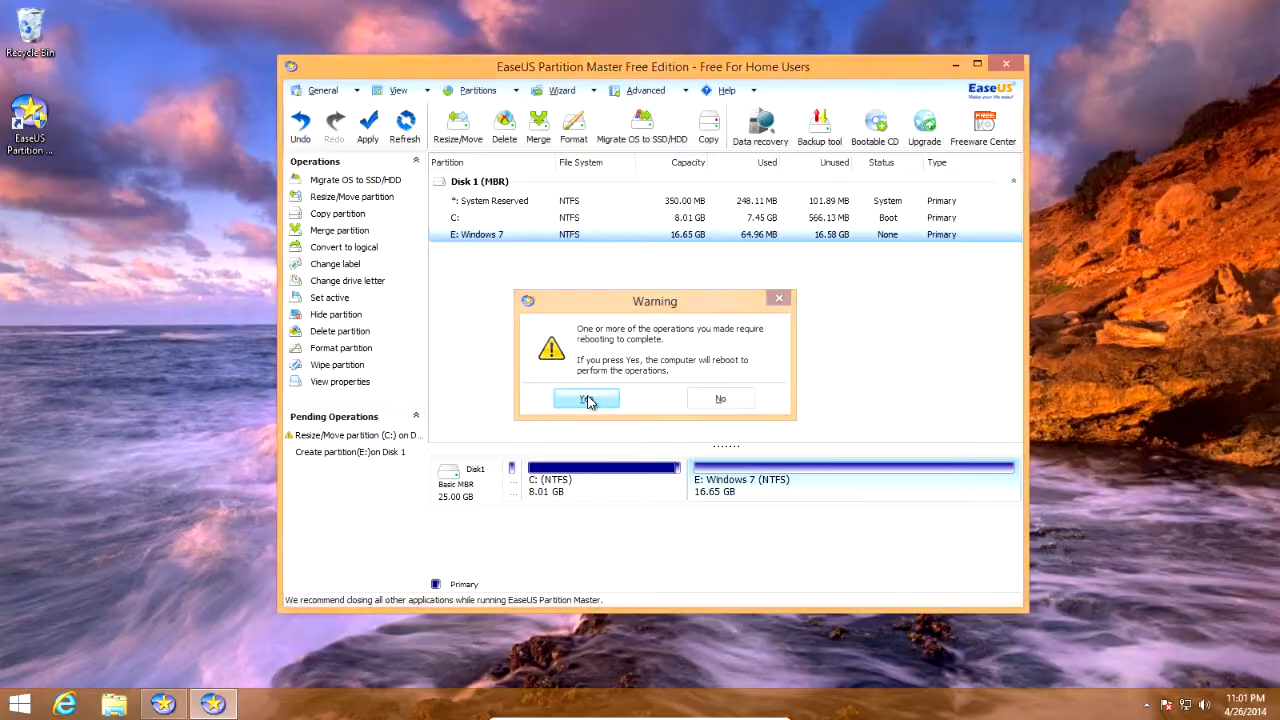 Recycle Bin
EaseUS
Partition ...
EaseUS Partition Master Free Edition - Free For Home Users
General View Partitions Wizard Advanced Help
EaseUS
Make your life easy!
Undo Redo Apply Refresh Resize/Move Delete Merge Format Migrate OS to SSD/HDD Copy Data recovery Backup tool Bootable CD Upgrade Freeware Center
FREE
Operations
Migrate OS to SSD/HDD
Resize/Move partition
Copy partition
Merge partition
Convert to logical
Change label
Change drive letter
Set active
Hide partition
Delete partition
Format partition
Wipe partition
View properties
Pending Operations
Resize/Move partition (C:) on D...
Create partition(E:)on Disk 1
Partition File System Capacity Used Unused Status Type
Disk 1 (MBR)
*: System Reserved NTFS 350.00 MB 248.11 MB 101.89 MB System Primary
C: NTFS 8.01 GB 7.45 GB 566.13 MB Boot Primary
E: Windows 7 NTFS 16.65 GB 64.96 MB 16.58 GB None Primary
Warning
One or more of the operations you made require
rebooting to complete.
If you press Yes, the computer will reboot to
perform the operations.
Yes No
Disk1
Basic MBR
25.00 GB
...
...
C: (NTFS)
8.01 GB
E: Windows 7 (NTFS)
16.65 GB
Primary
We recommend closing all other applications while running EaseUS Partition Master.
11:01 PM
4/26/2014